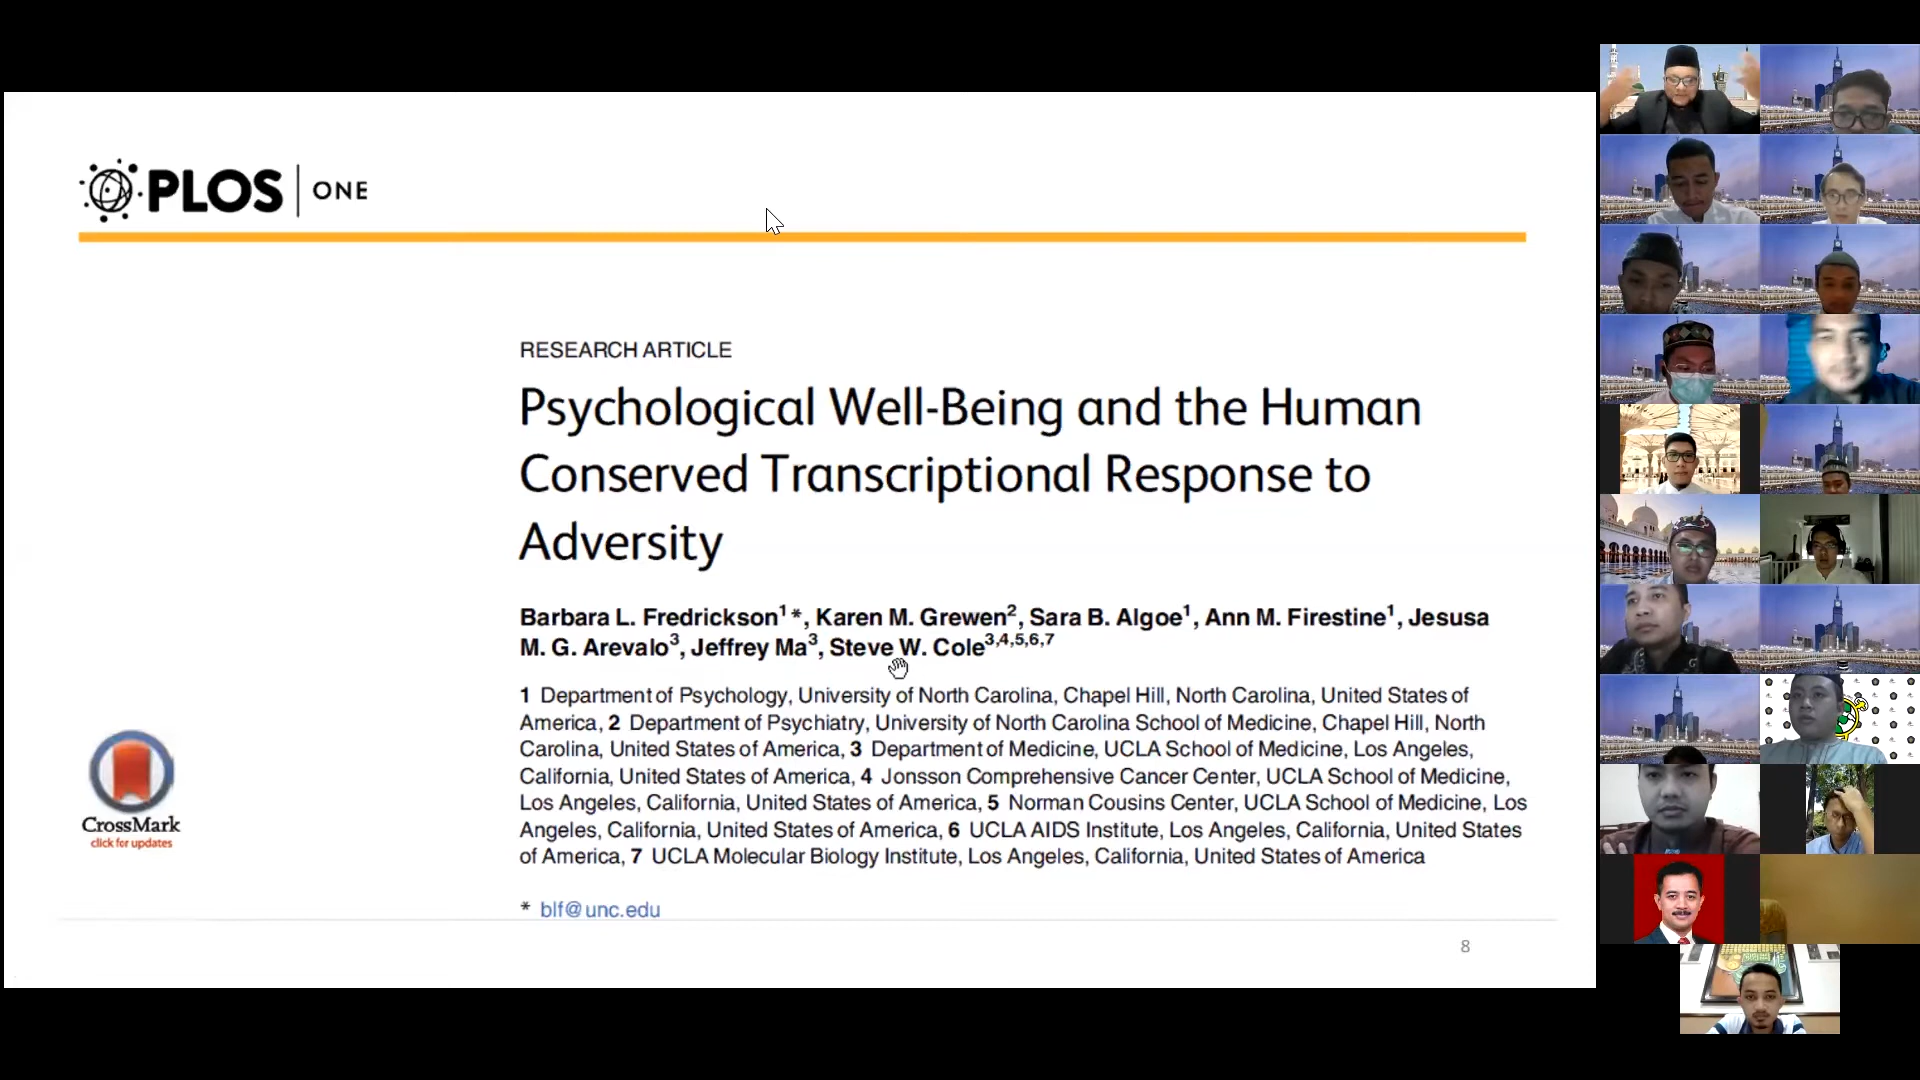 PLOS ONE
RESEARCH ARTICLE
Psychological Well-Being and the Human
Conserved Transcriptional Response to
Adversity
Barbara L. Fredrickson1*, Karen M. Grewen2, Sara B. Algoe1, Ann M. Firestine1, Jesusa
M. G. Arevalo3, Jeffrey Ma3, Steve W. Cole3,4,5,6,7
1 Department of Psychology, University of North Carolina, Chapel Hill, North Carolina, United States of
America, 2 Department of Psychiatry, University of North Carolina School of Medicine, Chapel Hill, North
Carolina, United States of America, 3 Department of Medicine, UCLA School of Medicine, Los Angeles,
California, United States of America, 4 Jonsson Comprehensive Cancer Center, UCLA School of Medicine,
Los Angeles, California, United States of America, 5 Norman Cousins Center, UCLA School of Medicine, Los
Angeles, California, United States of America, 6 UCLA AIDS Institute, Los Angeles, California, United States
of America, 7 UCLA Molecular Biology Institute, Los Angeles, California, United States of America
* blf@unc.edu
CrossMark
click for updates
8